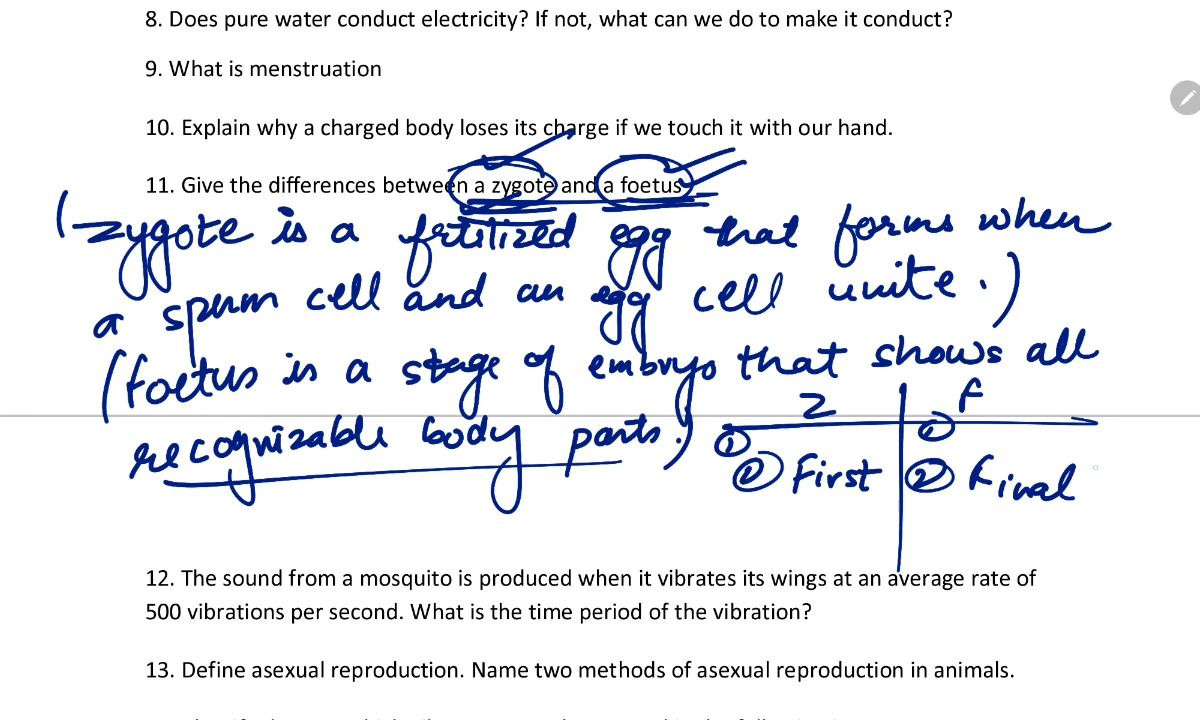 8. Does pure water conduct electricity? If not, what can we do to make it conduct?
9. What is menstruation
10. Explain why a charged body loses its charge if we touch it with our hand.
11. Give the differences between a zygote and a foetus
(zygote is a fertilized egg that forms when
a sperm cell and an egg cell unite.)
(foetus is a stage of embryo that shows all
recognizable body parts.)
Z F
① ①
② First ② Final
12. The sound from a mosquito is produced when it vibrates its wings at an average rate of
500 vibrations per second. What is the time period of the vibration?
13. Define asexual reproduction. Name two methods of asexual reproduction in animals.